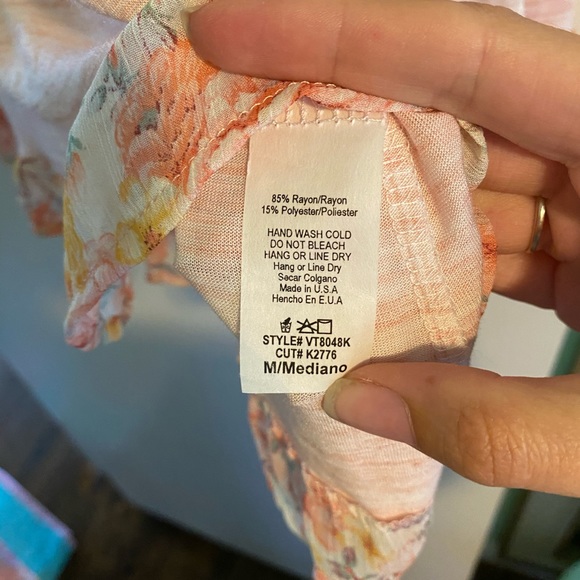 85% Rayon/Rayon
15% Polyester/Poliester
HAND WASH COLD
DO NOT BLEACH
HANG OR LINE DRY
Hang or Line Dry
Secar Colgano
Made in U.S.A
Hencho En E.U.A
STYLE# VT8048K
CUT# K2776
M/Mediano